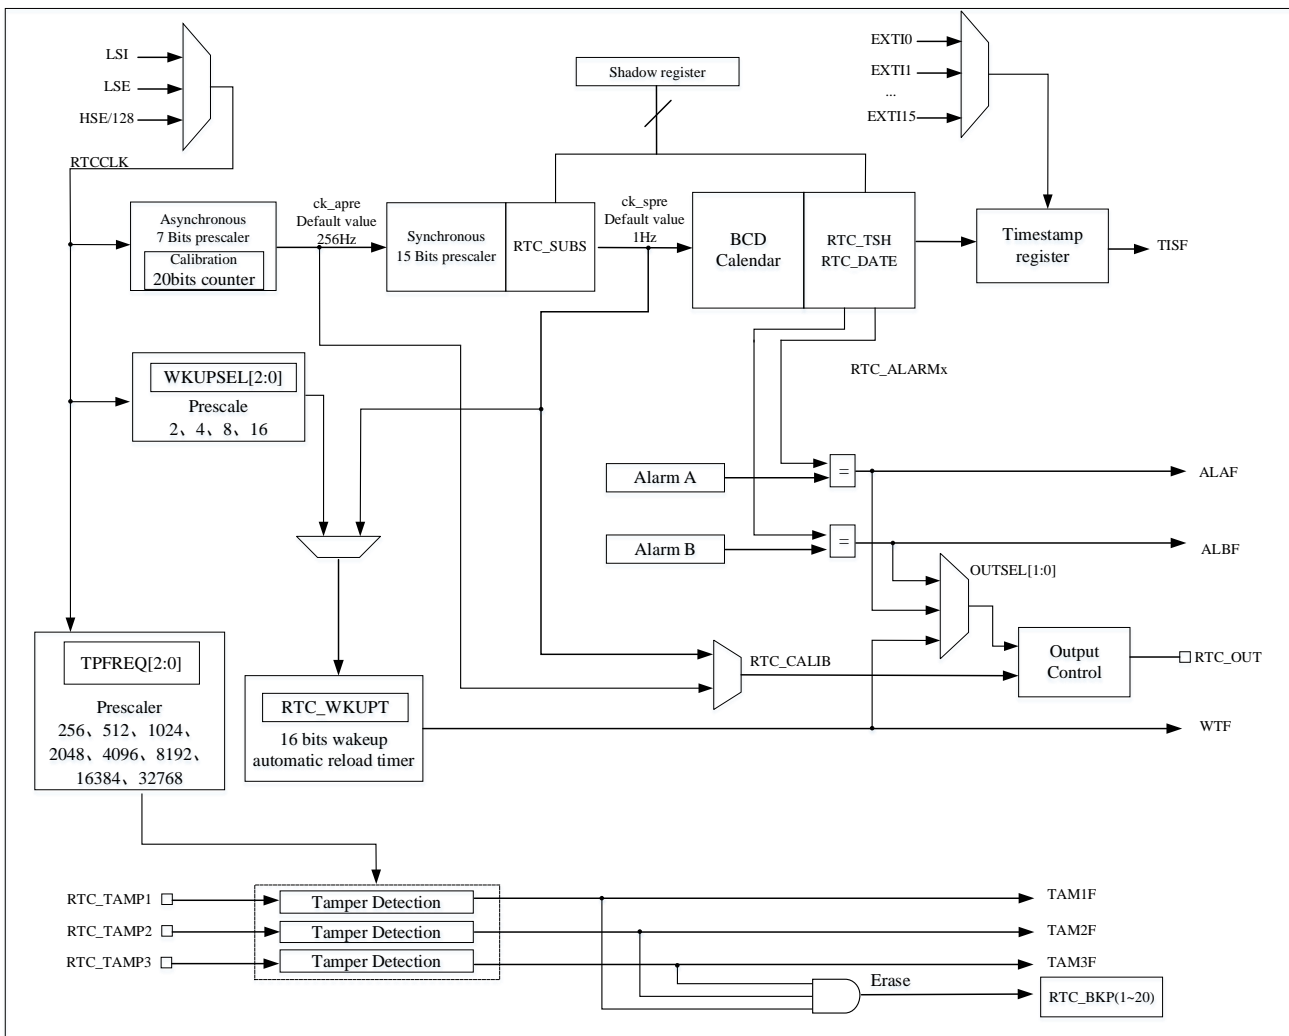 LSI
LSE
HSE/128
RTCCLK
Shadow register
EXTI0
EXTI1
...
EXTI15
Asynchronous
7 Bits prescaler
Calibration
20bits counter
ck_apre
Default value
256Hz
Synchronous
15 Bits prescaler
RTC_SUBS
ck_spre
Default value
1Hz
BCD
Calendar
RTC_TSH
RTC_DATE
Timestamp
register
TISF
WKUPSEL[2:0]
Prescale
2、4、8、16
RTC_ALARMx
Alarm A
=
ALAF
Alarm B
=
ALBF
OUTSEL[1:0]
TPFREQ[2:0]
Prescaler
256、512、1024、
2048、4096、8192、
16384、32768
RTC_WKUPT
16 bits wakeup
automatic reload timer
RTC_CALIB
Output
Control
RTC_OUT
WTF
RTC_TAMP1
Tamper Detection
TAM1F
RTC_TAMP2
Tamper Detection
TAM2F
RTC_TAMP3
Tamper Detection
TAM3F
Erase
RTC_BKP(1~20)